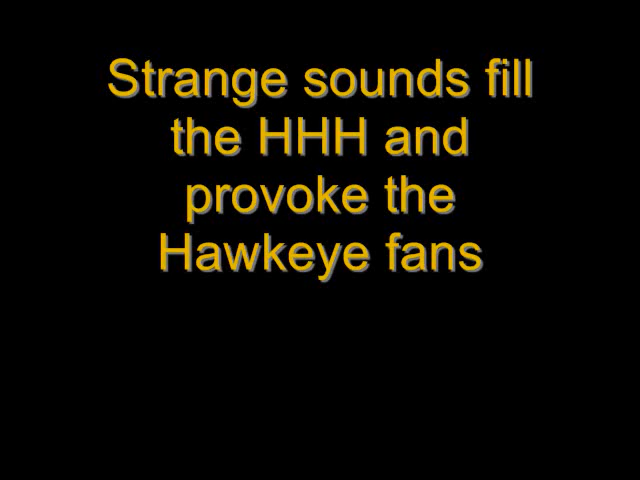 Strange sounds fill
the HHH and
provoke the
Hawkeye fans